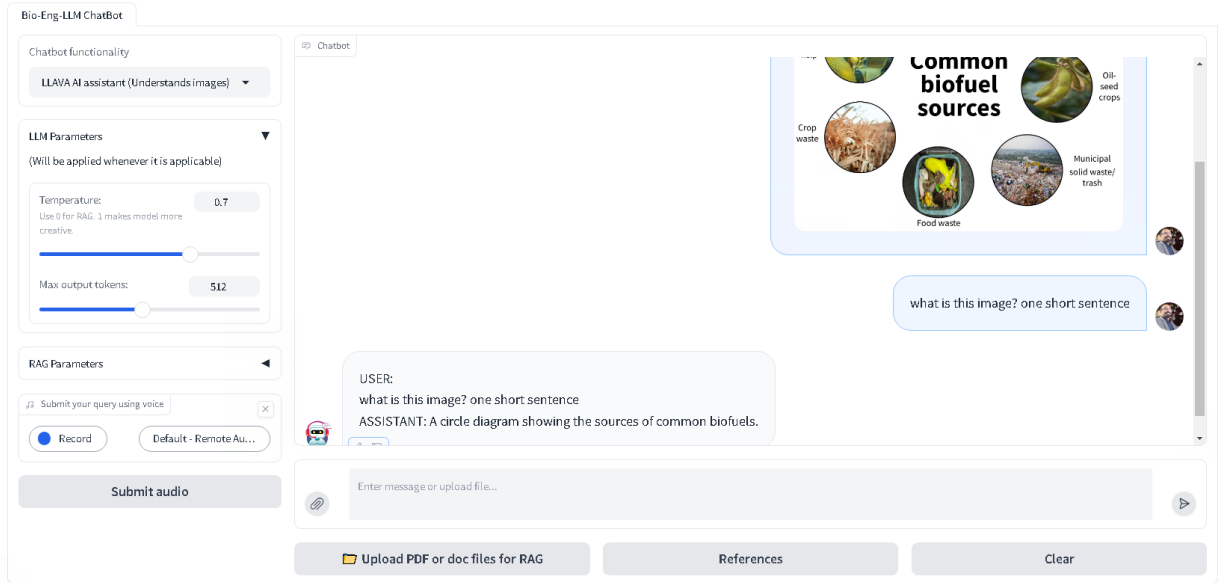 Bio-Eng-LLM ChatBot
Chatbot functionality
LLAVA AI assistant (Understands images)
LLM Parameters
(Will be applied whenever it is applicable)
Temperature:
0.7
Use 0 for RAG. 1 makes model more
creative.
Max output tokens:
512
RAG Parameters
Submit your query using voice
Record
Default - Remote Au...
Submit audio
Chatbot
Common
biofuel
sources
Oil-
seed
crops
Crop
waste
Municipal
solid waste/
trash
Food waste
what is this image? one short sentence
USER:
what is this image? one short sentence
ASSISTANT: A circle diagram showing the sources of common biofuels.
Enter message or upload file...
Upload PDF or doc files for RAG
References
Clear